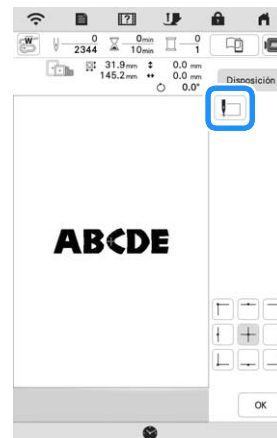 W 0 0min 0
2344 10min 1
31.9mm 0.0 mm
145.2mm 0.0 mm
0.0°
Disposición
ABCDE
OK